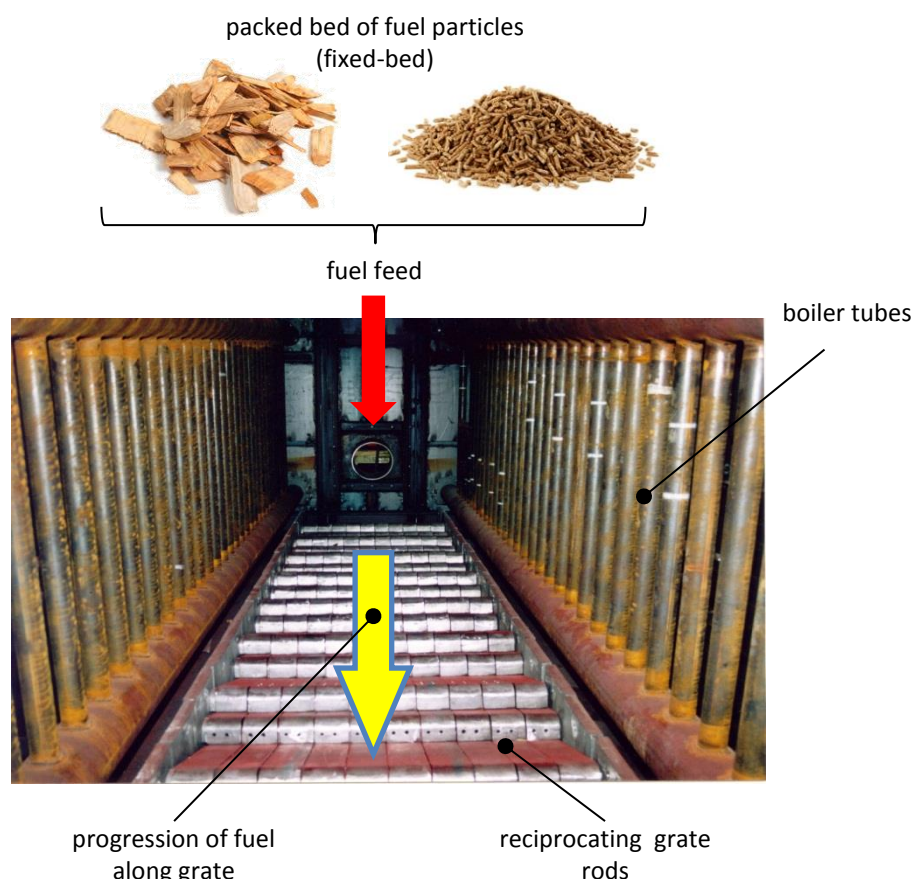 packed bed of fuel particles
(fixed-bed)
fuel feed
boiler tubes
progression of fuel
along grate
reciprocating grate
rods